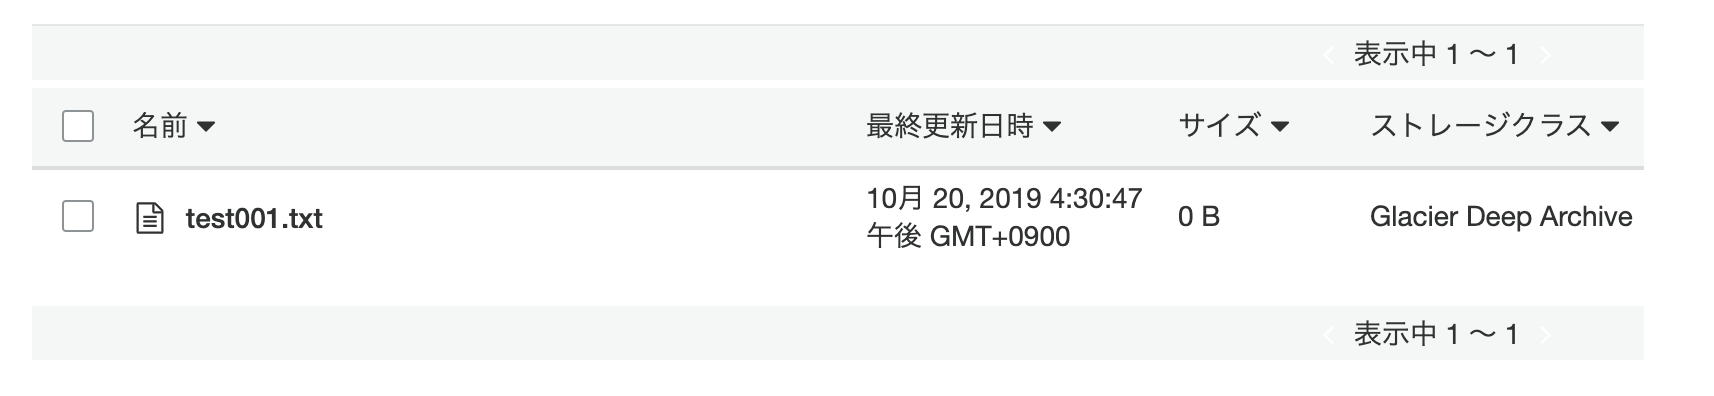 表示中 1 〜 1
名前 最終更新日時 サイズ ストレージクラス
test001.txt 10月 20, 2019 4:30:47 午後 GMT+0900 0 B Glacier Deep Archive
表示中 1 〜 1